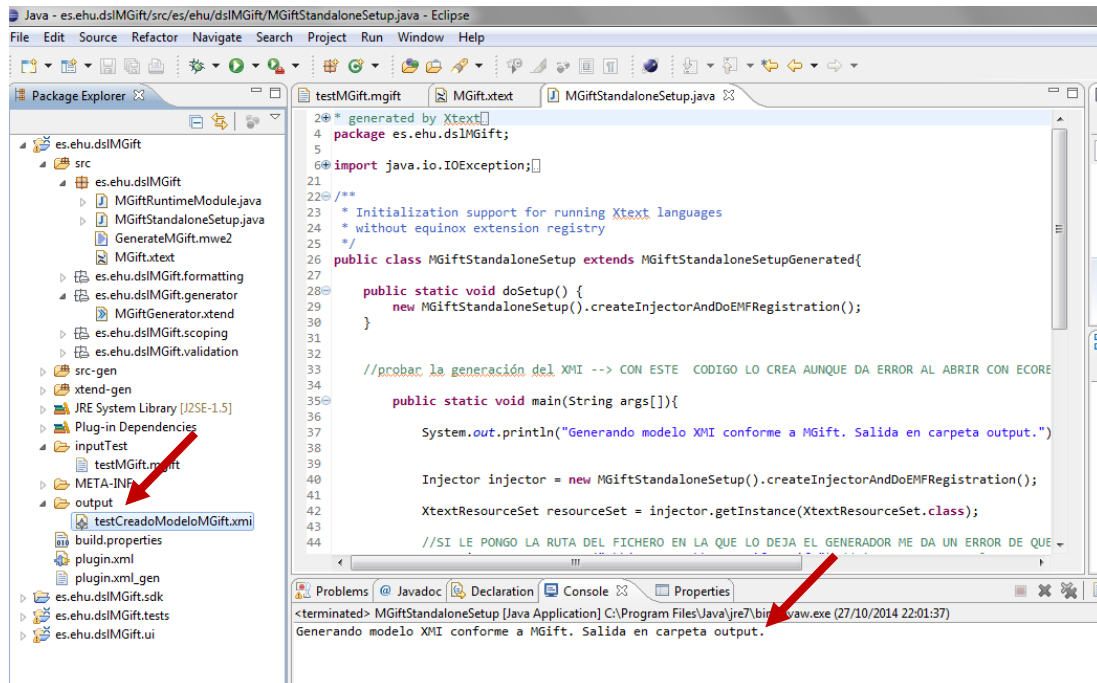 Java - es.ehu.dslMGift/src/es/ehu/dslMGift/MGiftStandaloneSetup.java - Eclipse
File Edit Source Refactor Navigate Search Project Run Window Help
Package Explorer
es.ehu.dslMGift
src
es.ehu.dslMGift
MGiftRuntimeModule.java
MGiftStandaloneSetup.java
GenerateMGift.mwe2
MGift.xtext
es.ehu.dslMGift.formatting
es.ehu.dslMGift.generator
MGiftGenerator.xtend
es.ehu.dslMGift.scoping
es.ehu.dslMGift.validation
src-gen
xtend-gen
JRE System Library [J2SE-1.5]
Plug-in Dependencies
inputTest
testMGift.mgift
META-INF
output
testCreadoModeloMGift.xmi
build.properties
plugin.xml
plugin.xml_gen
es.ehu.dslMGift.sdk
es.ehu.dslMGift.tests
es.ehu.dslMGift.ui
testMGift.mgift MGift.xtext MGiftStandaloneSetup.java
2 * generated by Xtext
4 package es.ehu.dslMGift;
5
6 import java.io.IOException;
21
22 /**
23 * Initialization support for running Xtext languages
24 * without equinox extension registry
25 */
26 public class MGiftStandaloneSetup extends MGiftStandaloneSetupGenerated{
27
28 public static void doSetup() {
29 new MGiftStandaloneSetup().createInjectorAndDoEMFRegistration();
30 }
31
32
33 //probar la generación del XMI --> CON ESTE CODIGO LO CREA AUNQUE DA ERROR AL ABRIR CON ECORE
34
35 public static void main(String args[]){
36
37 System.out.println("Generando modelo XMI conforme a MGift. Salida en carpeta output.")
38
39
40 Injector injector = new MGiftStandaloneSetup().createInjectorAndDoEMFRegistration();
41
42 XtextResourceSet resourceSet = injector.getInstance(XtextResourceSet.class);
43
44 //SI LE PONGO LA RUTA DEL FICHERO EN LA QUE LO DEJA EL GENERADOR ME DA UN ERROR DE QUE
Problems @ Javadoc Declaration Console Properties
<terminated> MGiftStandaloneSetup [Java Application] C:\Program Files\Java\jre7\bin (27/10/2014 22:01:37)
Generando modelo XMI conforme a MGift. Salida en carpeta output.